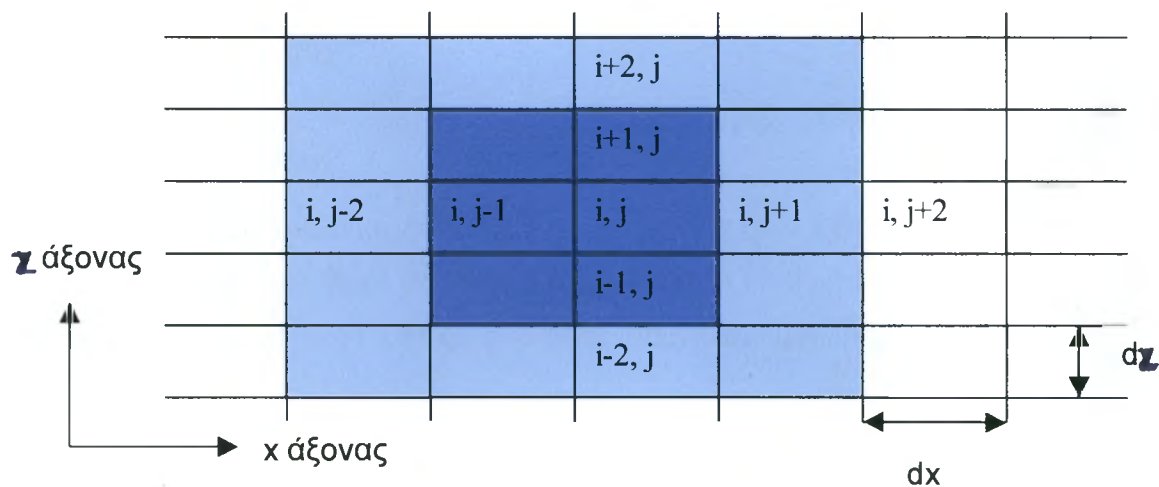 i+2, j
i+1, j
i, j-2 i, j-1 i, j i, j+1 i, j+2
z άξονας
i-1, j
i-2, j
dz
x άξονας
dx